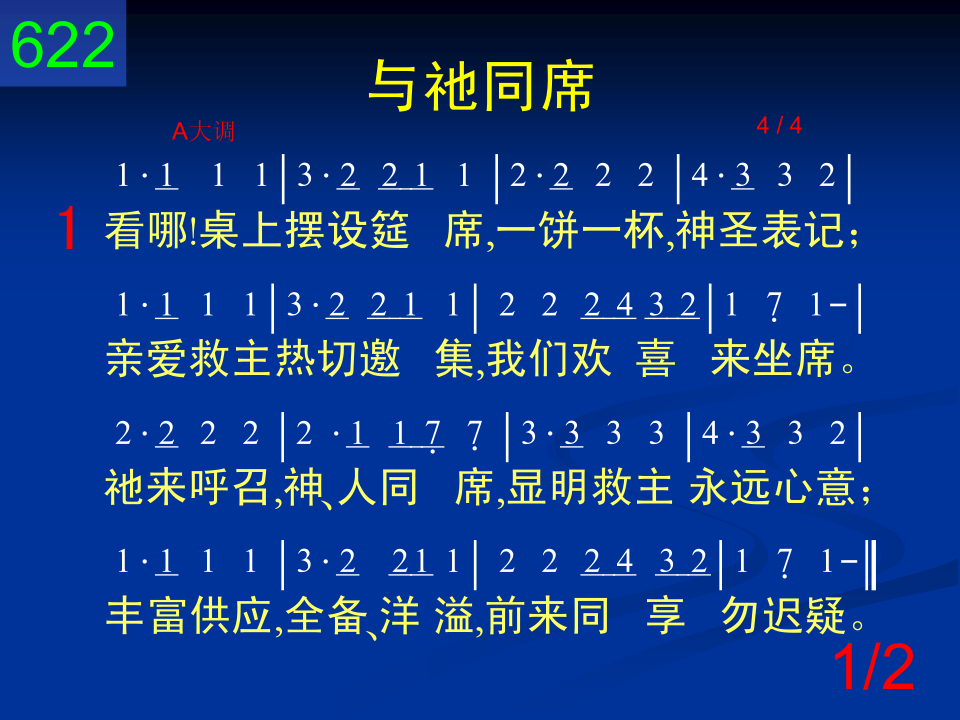 622
与祂同席
A大调 4 / 4
1 · 1 1 1 | 3 · 2 2 1 1 | 2 · 2 2 2 | 4 · 3 3 2 |
1 看哪!桌上摆设筵 席,一饼一杯,神圣表记;
1 · 1 1 1 | 3 · 2 2 1 1 | 2 2 2 4 3 2 | 1 7̣ 1 - |
亲爱救主热切邀 集,我们欢 喜 来坐席。
2 · 2 2 2 | 2 · 1 1 7̣ 7̣ | 3 · 3 3 3 | 4 · 3 3 2 |
祂来呼召,神、人同 席,显明救主 永远心意;
1 · 1 1 1 | 3 · 2 2 1 1 | 2 2 2 4 3 2 | 1 7̣ 1 - ‖
丰富供应,全备、洋 溢,前来同 享 勿迟疑。
1/2